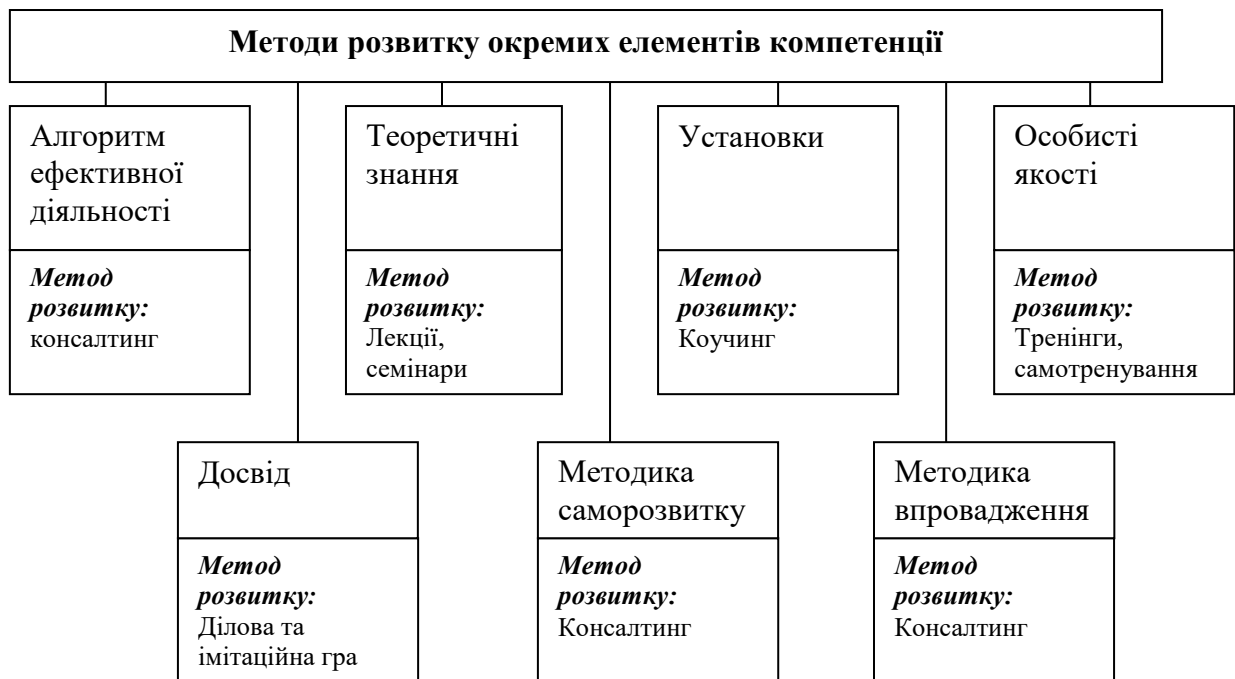 Методи розвитку окремих елементів компетенції
Алгоритм
ефективної
діяльності
Метод
розвитку:
консалтинг
Теоретичні
знання
Метод
розвитку:
Лекції,
семінари
Установки
Метод
розвитку:
Коучинг
Особисті
якості
Метод
розвитку:
Тренінги,
самотренування
Досвід
Метод
розвитку:
Ділова та
імітаційна гра
Методика
саморозвитку
Метод
розвитку:
Консалтинг
Методика
впровадження
Метод
розвитку:
Консалтинг